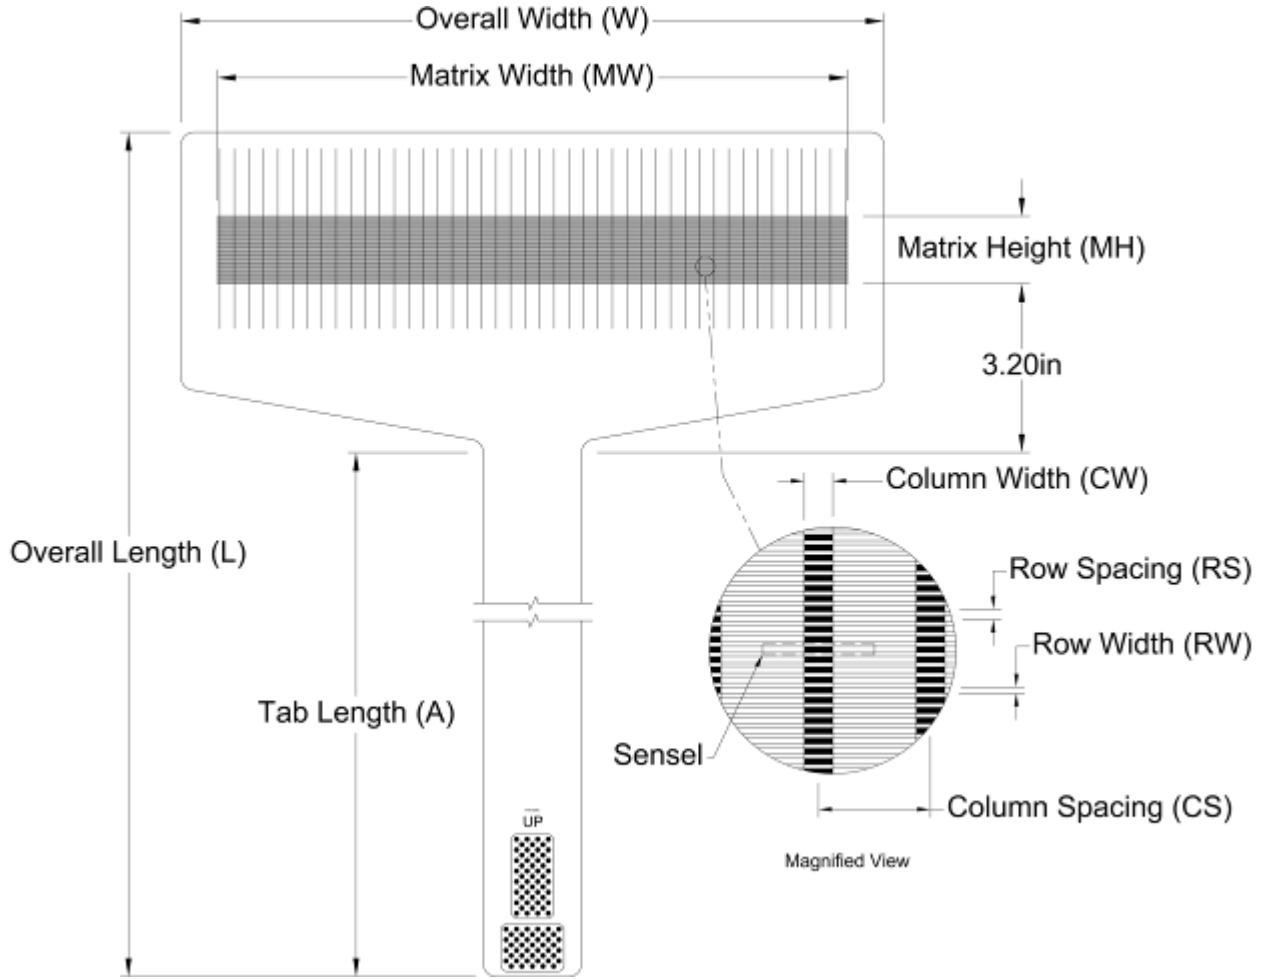 Overall Width (W)
Matrix Width (MW)
Matrix Height (MH)
3.20in
Column Width (CW)
Overall Length (L)
Row Spacing (RS)
Row Width (RW)
Tab Length (A)
Sensel
Column Spacing (CS)
UP
Magnified View